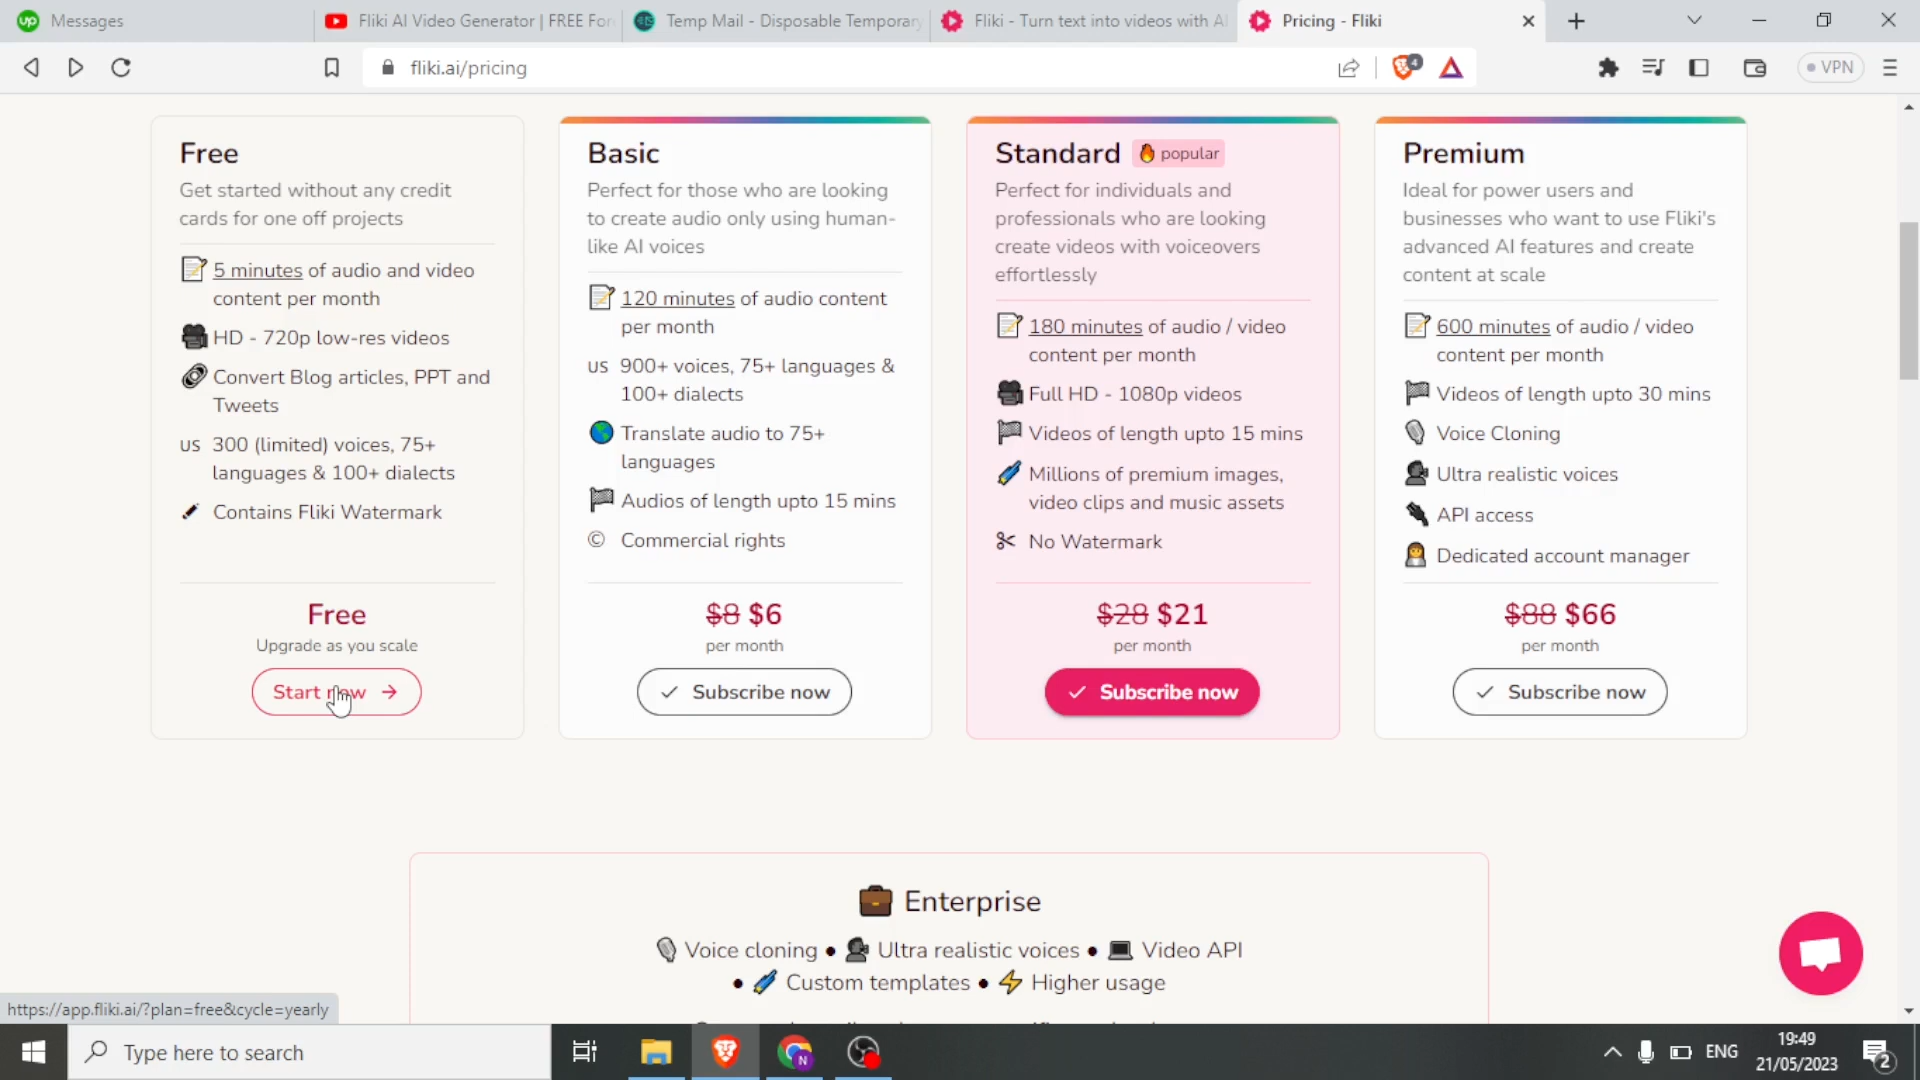 Messages
Fliki AI Video Generator | FREE For
Temp Mail - Disposable Temporary
Fliki - Turn text into videos with AI
Pricing - Fliki
fliki.ai/pricing
4
VPN
Free
Get started without any credit
cards for one off projects
5 minutes of audio and video
content per month
HD - 720p low-res videos
Convert Blog articles, PPT and
Tweets
US 300 (limited) voices, 75+
languages & 100+ dialects
Contains Fliki Watermark
Free
Upgrade as you scale
Start now →
Basic
Perfect for those who are looking
to create audio only using human-
like AI voices
120 minutes of audio content
per month
US 900+ voices, 75+ languages &
100+ dialects
Translate audio to 75+
languages
Audios of length upto 15 mins
© Commercial rights
$8 $6
per month
Subscribe now
Standard popular
Perfect for individuals and
professionals who are looking
create videos with voiceovers
effortlessly
180 minutes of audio / video
content per month
Full HD - 1080p videos
Videos of length upto 15 mins
Millions of premium images,
video clips and music assets
No Watermark
$28 $21
per month
Subscribe now
Premium
Ideal for power users and
businesses who want to use Fliki's
advanced AI features and create
content at scale
600 minutes of audio / video
content per month
Videos of length upto 30 mins
Voice Cloning
Ultra realistic voices
API access
Dedicated account manager
$88 $66
per month
Subscribe now
Enterprise
Voice cloning • Ultra realistic voices • Video API
• Custom templates • Higher usage
https://app.fliki.ai/?plan=free&cycle=yearly
Type here to search
N
ENG
19:49
21/05/2023
2